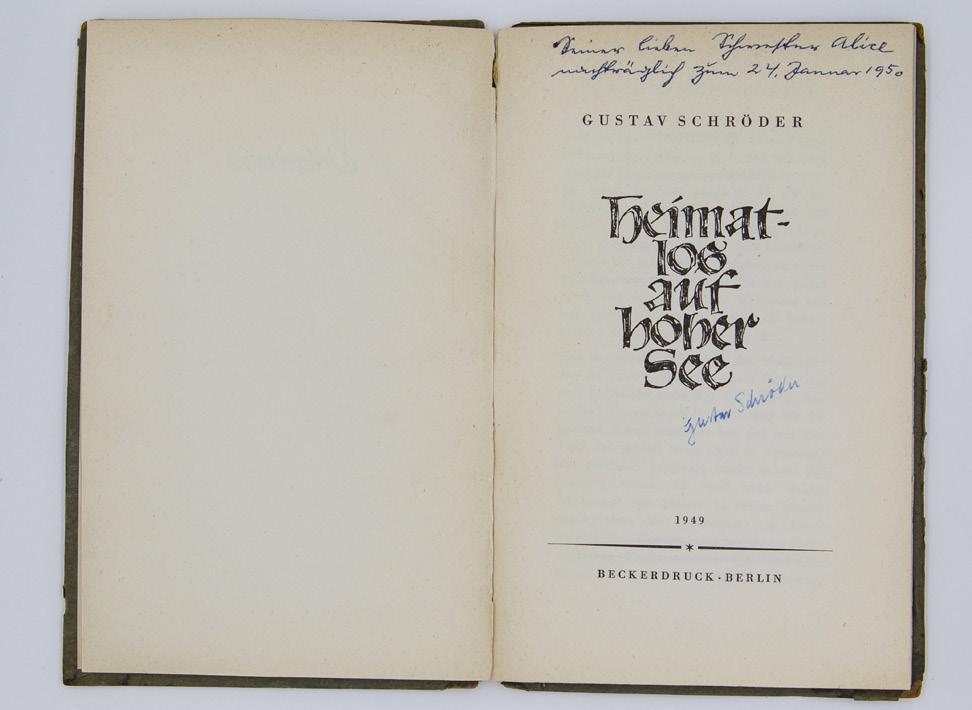 Seiner lieben Schwester Alice
nachträglich zum 24. Januar 1950
GUSTAV SCHRÖDER
Heimat-
los
auf
hoher
See
Gustav Schröder
1949
BECKERDRUCK · BERLIN